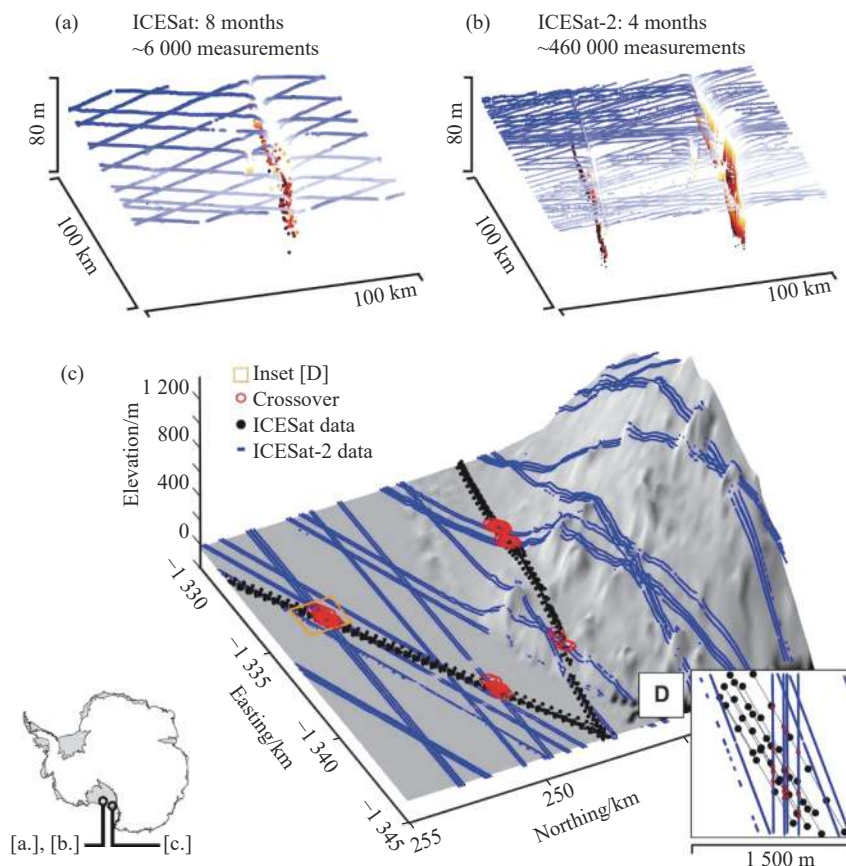 (a)
ICESat: 8 months
~6 000 measurements
80 m
100 km
100 km
(b)
ICESat-2: 4 months
~460 000 measurements
80 m
100 km
100 km
(c)
Inset [D]
Crossover
ICESat data
ICESat-2 data
Elevation/m
1 200
800
400
0
−1 330
−1 335
−1 340
−1 345
Easting/km
255
250
Northing/km
D
1 500 m
[a.], [b.]
[c.]